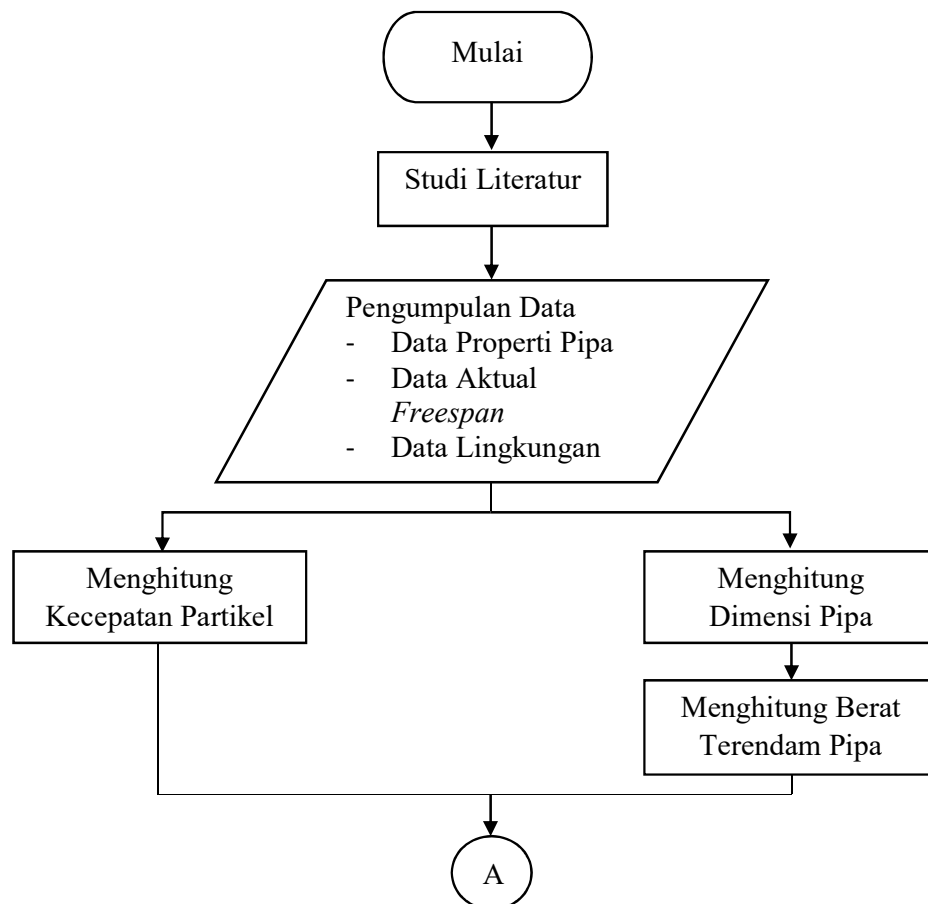 Mulai
Studi Literatur
Pengumpulan Data
- Data Properti Pipa
- Data Aktual
Freespan
- Data Lingkungan
Menghitung
Kecepatan Partikel
Menghitung
Dimensi Pipa
Menghitung Berat
Terendam Pipa
A